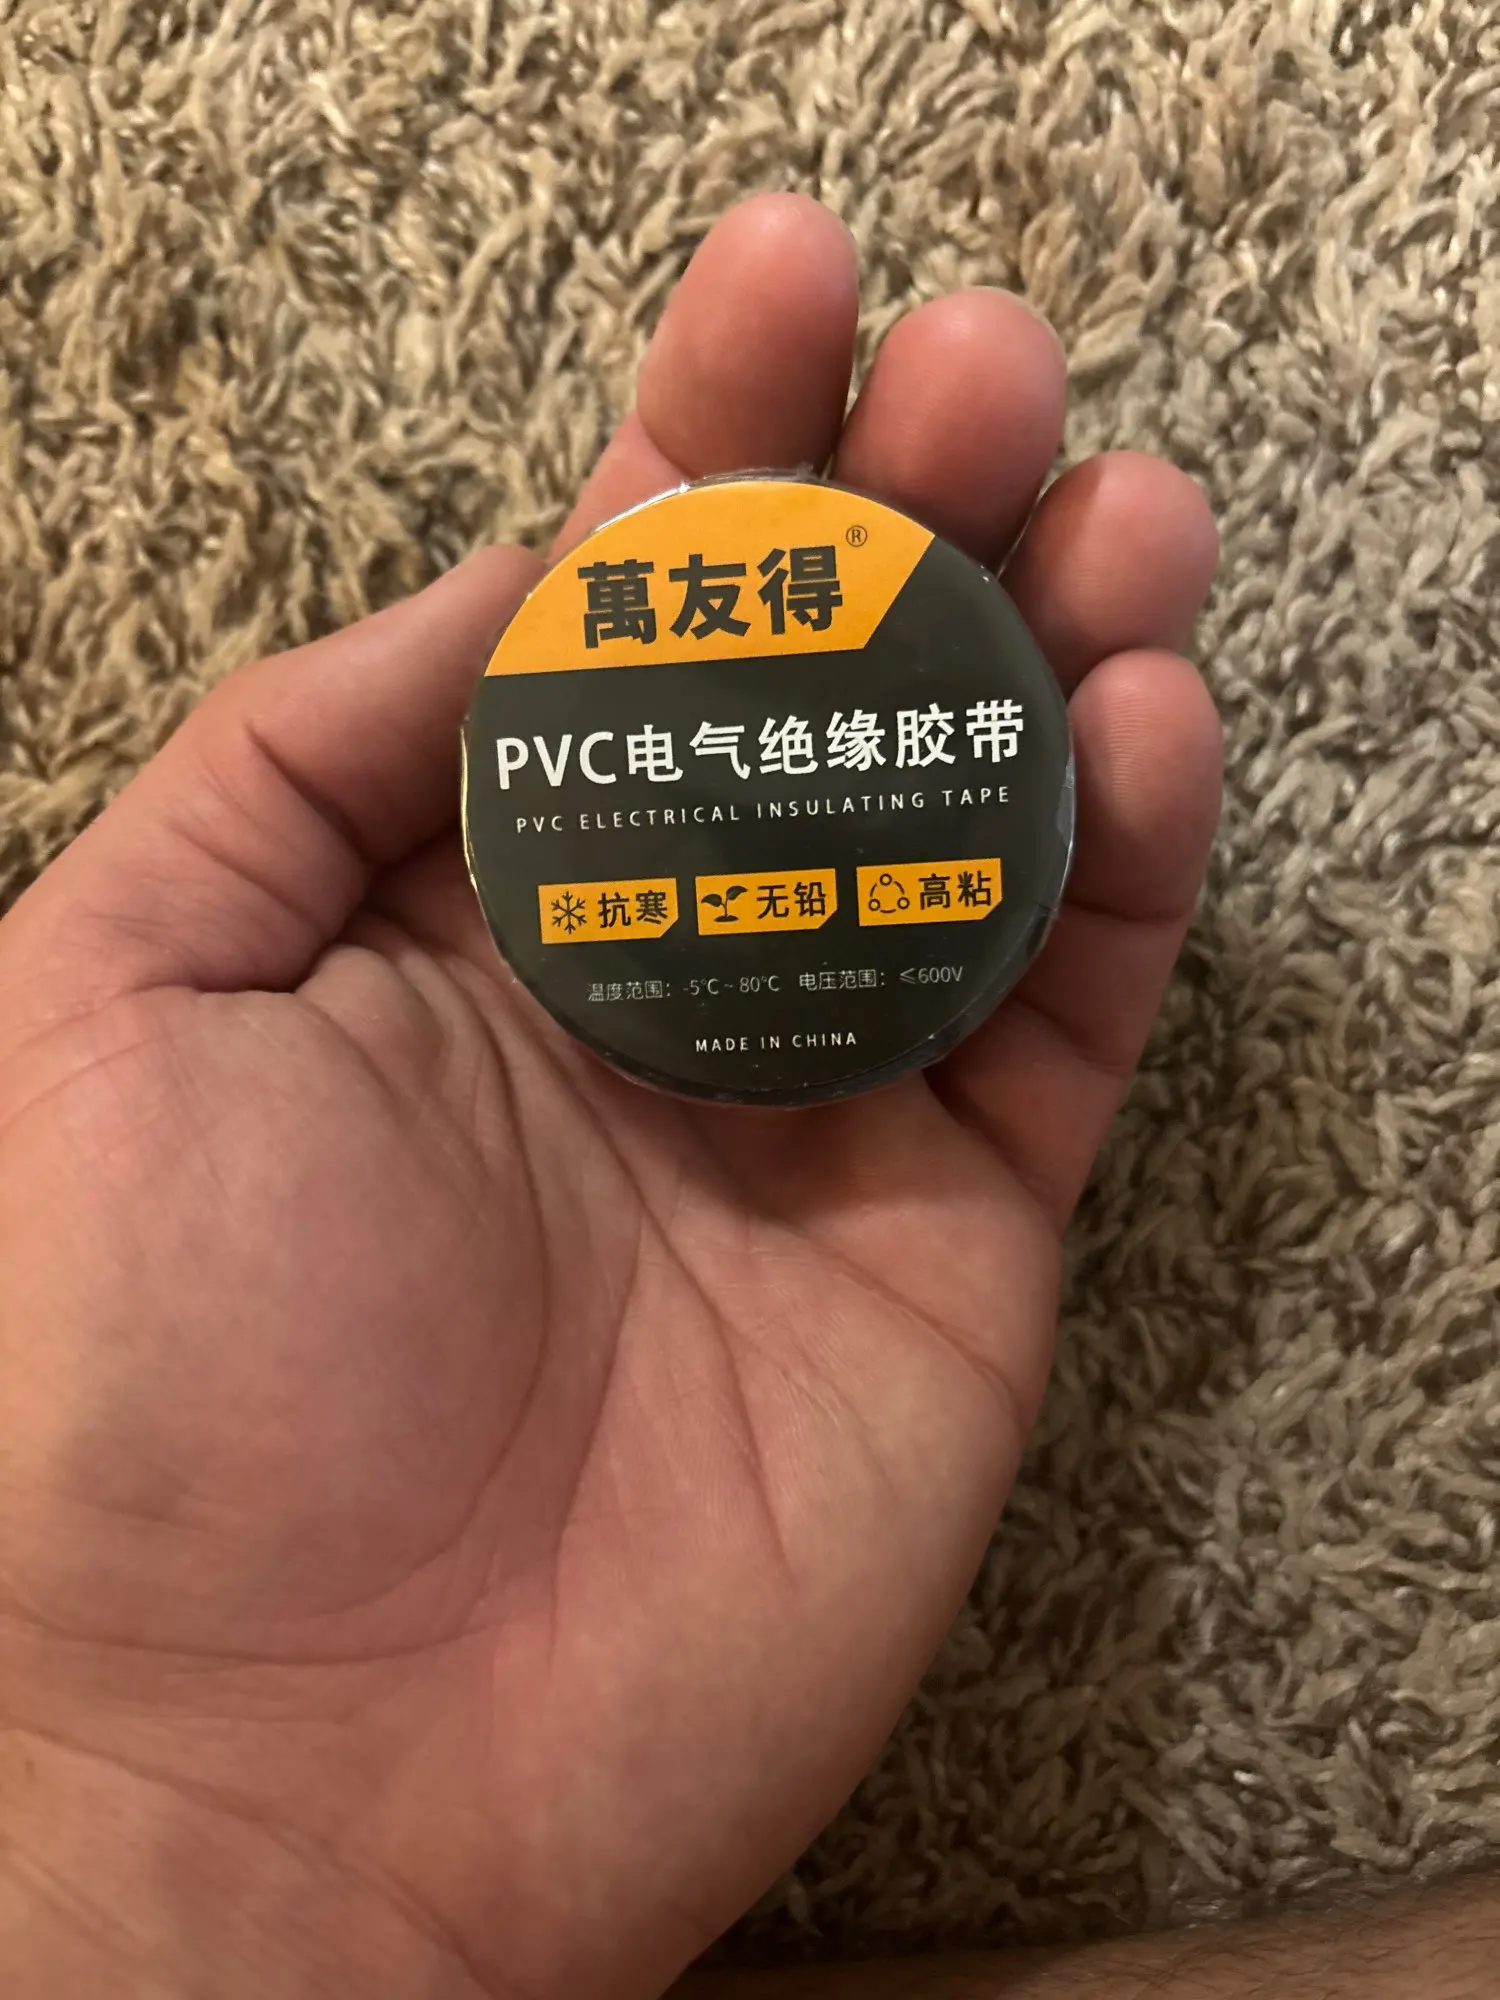 萬友得®
PVC电气绝缘胶带
PVC ELECTRICAL INSULATING TAPE
抗寒 无铅 高粘
温度范围：-5℃~80℃ 电压范围：≤600V
MADE IN CHINA